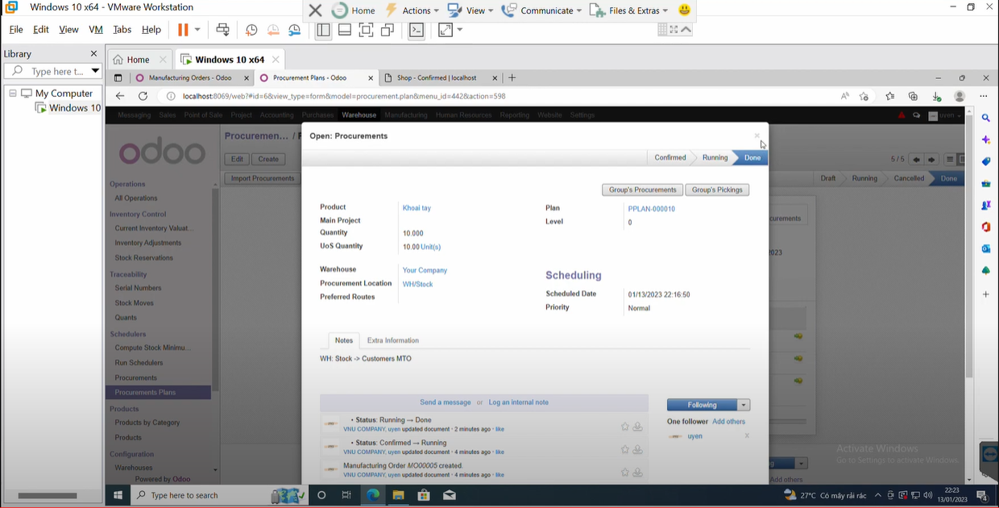 Windows 10 x64 - VMware Workstation
Home Actions View Communicate Files & Extras
File Edit View VM Tabs Help
Library
Type here t...
My Computer
Windows 10
Home Windows 10 x64
Manufacturing Orders - Odoo Procurement Plans - Odoo Shop - Confirmed | localhost
localhost:8069/web?#id=6&view_type=form&model=procurement.plan&menu_id=442&action=598
Messaging Sales Point of Sale Project Accounting Purchases Warehouse Manufacturing Human Resources Reporting Website Settings uyen
odoo
Procuremen... /
Edit Create
5 / 5
Import Procurements
Draft Running Cancelled Done
Operations
All Operations
Inventory Control
Current Inventory Valuat...
Inventory Adjustments
Stock Reservations
Traceability
Serial Numbers
Stock Moves
Quants
Schedulers
Compute Stock Minimu...
Run Schedulers
Procurements
Procurements Plans
Products
Products by Category
Products
Configuration
Warehouses
Powered by Odoo
Open: Procurements
Confirmed Running Done
Group's Procurements Group's Pickings
Product Khoai tay
Main Project
Quantity 10.000
UoS Quantity 10.00 Unit(s)
Plan PPLAN-000010
Level 0
Warehouse Your Company
Procurement Location WH/Stock
Preferred Routes
Scheduling
Scheduled Date 01/13/2023 22:16:50
Priority Normal
Notes Extra Information
WH: Stock -> Customers MTO
Send a message or Log an internal note
• Status: Running → Done
VNU COMPANY, uyen updated document - 2 minutes ago - like
• Status: Confirmed → Running
VNU COMPANY, uyen updated document - 4 minutes ago - like
Manufacturing Order MO00005 created.
VNU COMPANY, uyen updated document - 4 minutes ago - like
Following
One follower Add others
uyen x
curements
2023
Add others
Activate Windows
Go to Settings to activate Windows.
Type here to search
27°C Có mây rải rác
22:23
13/01/2023
4